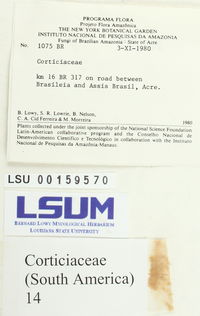 PROGRAMA FLORA
Projeto Flora Amazônica
THE NEW YORK BOTANICAL GARDEN
INSTITUTO NACIONAL DE PESQUISAS DA AMAZONIA
Fungi of Brazilian Amazonia - State of Acre
No. 1075 BR 3-XI-1980
Corticiaceae
km 16 BR 317 on road between
Brasileia and Assis Brasil, Acre.
B. Lowy, S. R. Lowrie, B. Nelson,
C. A. Cid Ferreira & M. Moreira 1980
Plants collected under the joint sponsorship of the National Science Foundation
Latin-American collaborative program and the Conselho Nacional de
Desenvolvimento Científico e Tecnológico in collaboration with the Instituto
Nacional de Pesquisas da Amazônia-Manaus.
LSU 00159570
LSUM
BERNARD LOWY MYCOLOGICAL HERBARIUM
LOUISIANA STATE UNIVERSITY
Corticiaceae
(South America)
14